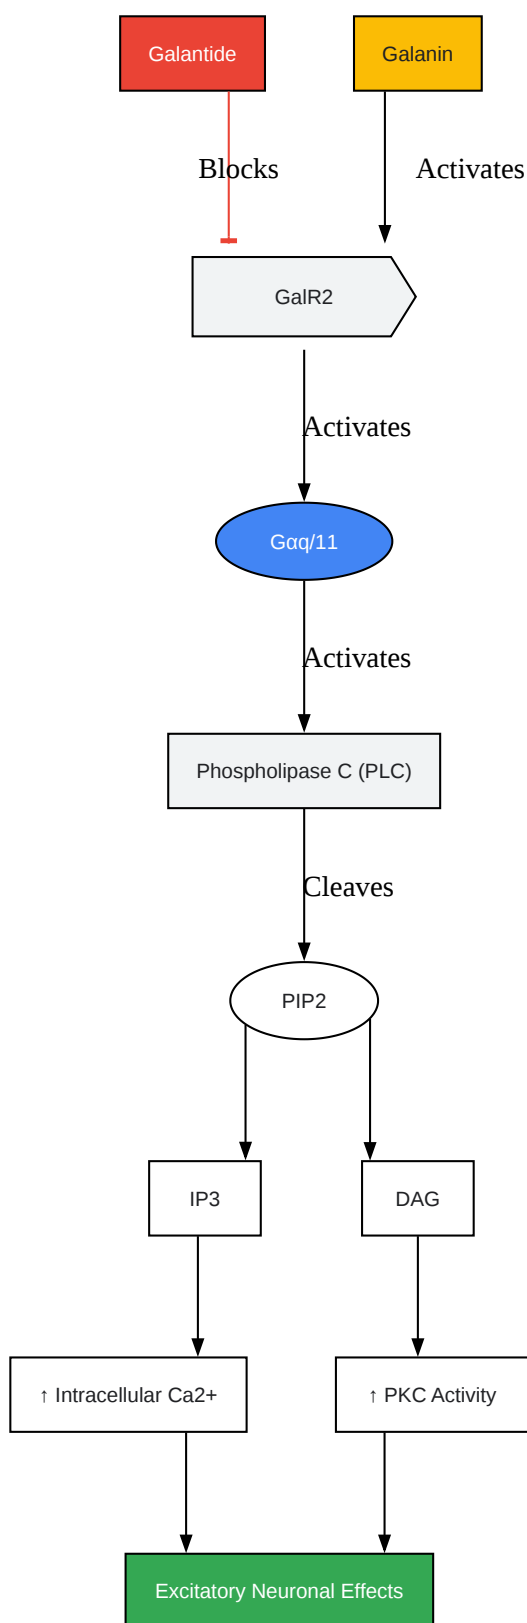 Galantide
Galanin
Blocks
Activates
GalR2
Activates
Gαq/11
Activates
Phospholipase C (PLC)
Cleaves
PIP2
IP3
DAG
↑ Intracellular Ca2+
↑ PKC Activity
Excitatory Neuronal Effects